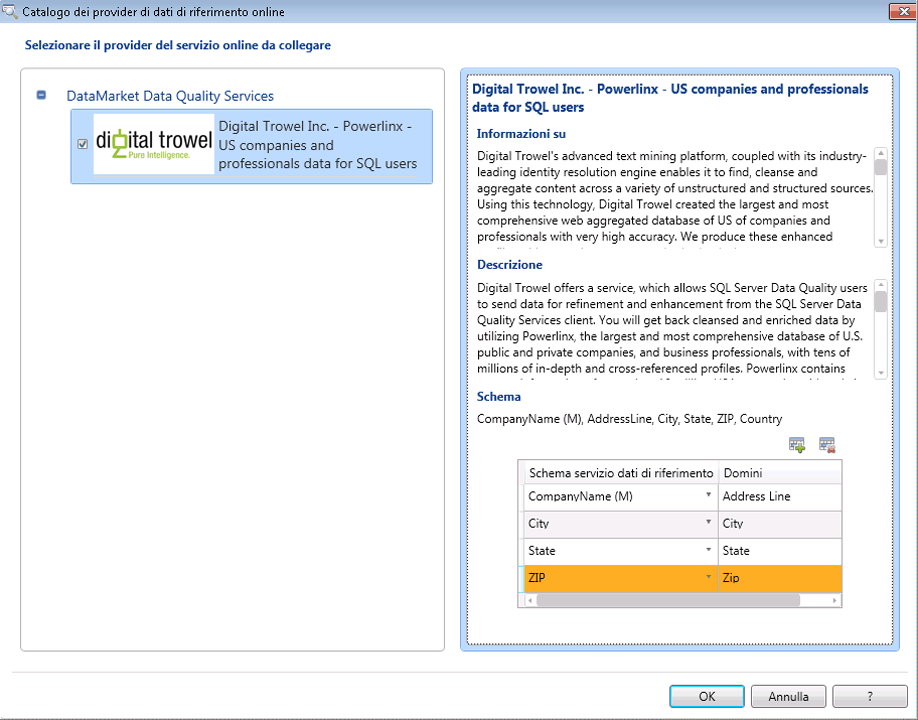 Catalogo dei provider di dati di riferimento online
Selezionare il provider del servizio online da collegare
DataMarket Data Quality Services
digital trowel
Pure Intelligence.
Digital Trowel Inc. - Powerlinx -
US companies and
professionals data for SQL users
Digital Trowel Inc. - Powerlinx - US companies and professionals
data for SQL users
Informazioni su
Digital Trowel's advanced text mining platform, coupled with its industry-
leading identity resolution engine enables it to find, cleanse and
aggregate content across a variety of unstructured and structured sources.
Using this technology, Digital Trowel created the largest and most
comprehensive web aggregated database of US of companies and
professionals with very high accuracy. We produce these enhanced
Descrizione
Digital Trowel offers a service, which allows SQL Server Data Quality users
to send data for refinement and enhancement from the SQL Server Data
Quality Services client. You will get back cleansed and enriched data by
utilizing Powerlinx, the largest and most comprehensive database of U.S.
public and private companies, and business professionals, with tens of
millions of in-depth and cross-referenced profiles. Powerlinx contains
Schema
CompanyName (M), AddressLine, City, State, ZIP, Country
Schema servizio dati di riferimento Domini
CompanyName (M) Address Line
City City
State State
ZIP Zip
OK Annulla ?